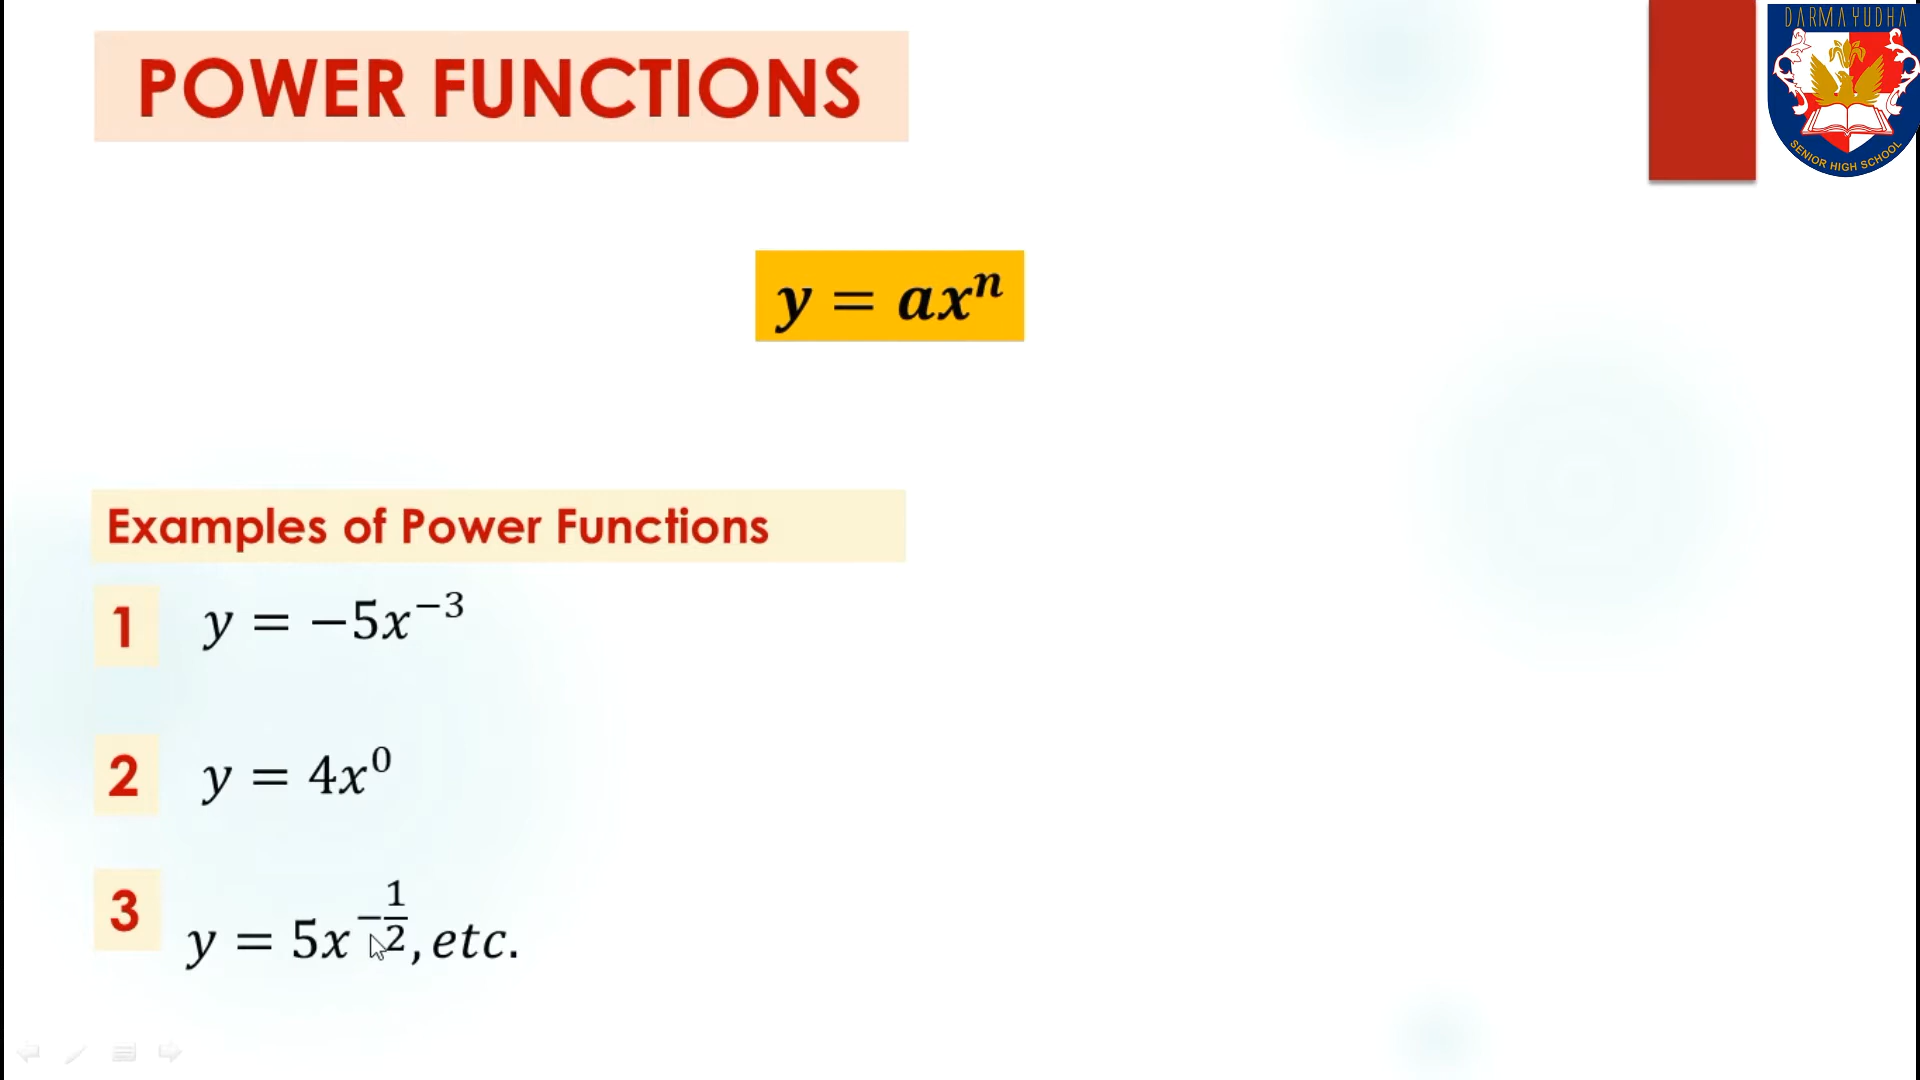 POWER FUNCTIONS
DARMA YUDHA
SENIOR HIGH SCHOOL
y = axⁿ
Examples of Power Functions
1 y = −5x⁻³
2 y = 4x⁰
3 y = 5x^(−1/2), etc.